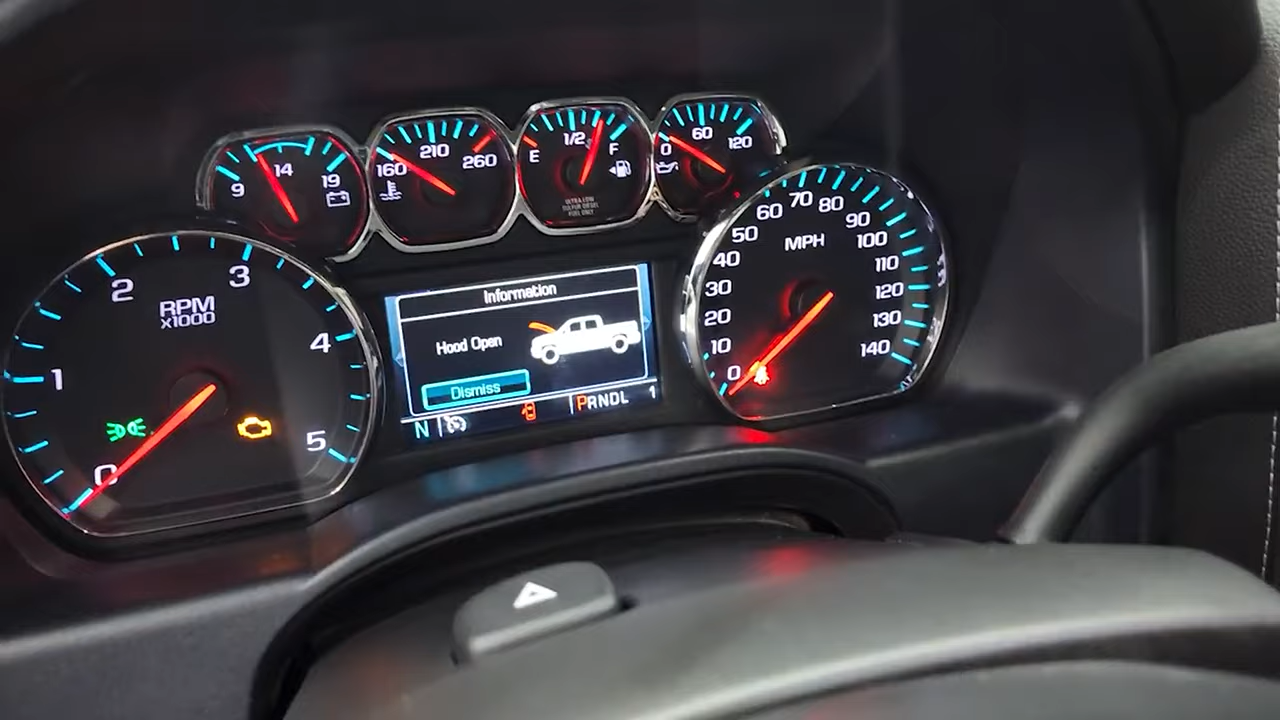 9 14 19
160 210 260
E 1/2 F
ULTRA LOW
SULFUR DIESEL
FUEL ONLY
0 60 120
0 1 2 3 4 5
RPM
x1000
Information
Hood Open
Dismiss
N PRNDL 1
0 10 20 30 40 50 60 70 80 90 100 110 120 130 140
MPH